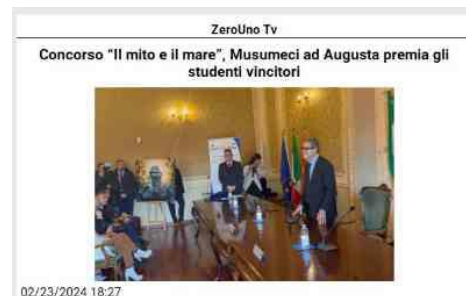 ZeroUno Tv
Concorso "Il mito e il mare", Musumeci ad Augusta premia gli
studenti vincitori
02/23/2024 18:27